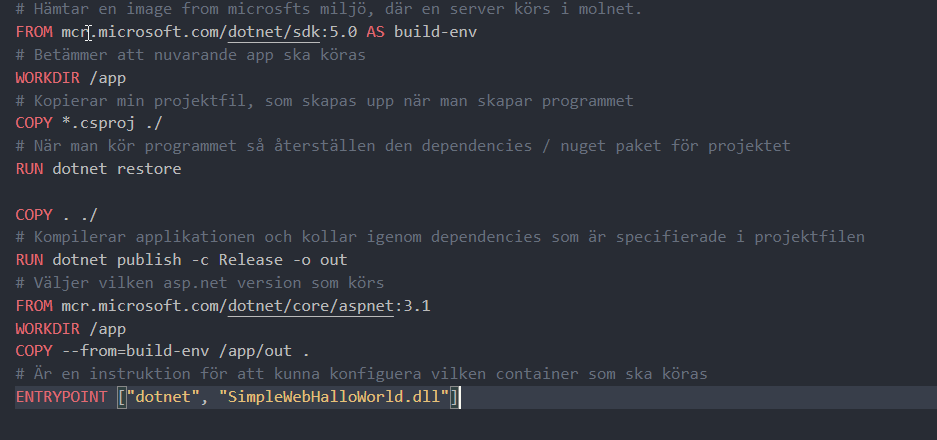 # Hämtar en image from microsfts miljö, där en server körs i molnet.
FROM mcr.microsoft.com/dotnet/sdk:5.0 AS build-env
# Betämmer att nuvarande app ska köras
WORKDIR /app
# Kopierar min projektfil, som skapas upp när man skapar programmet
COPY *.csproj ./
# När man kör programmet så återställen den dependencies / nuget paket för projektet
RUN dotnet restore
COPY . ./
# Kompilerar applikationen och kollar igenom dependencies som är specifierade i projektfilen
RUN dotnet publish -c Release -o out
# Väljer vilken asp.net version som körs
FROM mcr.microsoft.com/dotnet/core/aspnet:3.1
WORKDIR /app
COPY --from=build-env /app/out .
# Är en instruktion för att kunna konfiguera vilken container som ska köras
ENTRYPOINT ["dotnet", "SimpleWebHalloWorld.dll"]